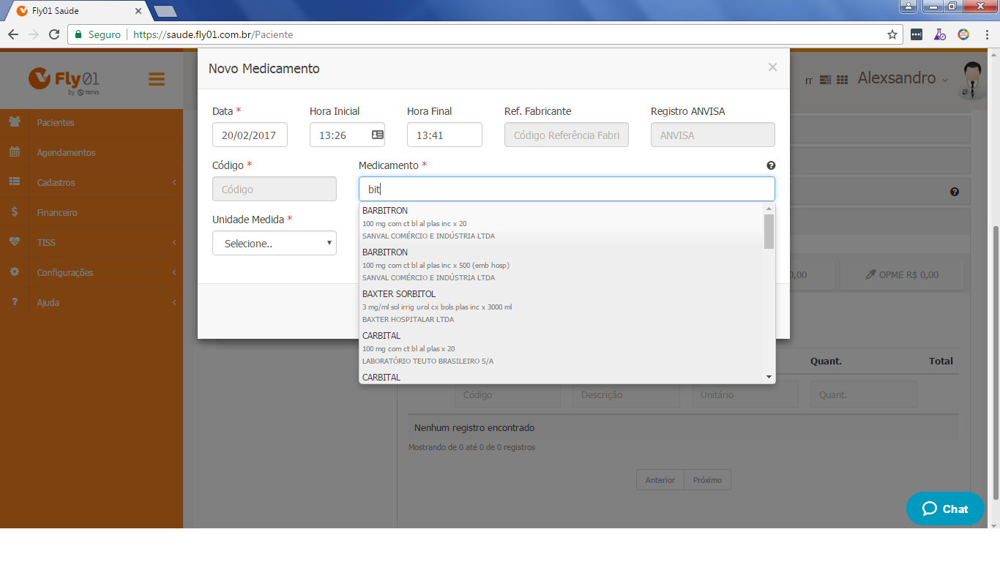 Fly01 Saúde
Seguro https://saude.fly01.com.br/Paciente
Fly01
by TOTVS
rr Alexsandro
Pacientes
Agendamentos
Cadastros
Financeiro
TISS
Configurações
Ajuda
Novo Medicamento
Data * Hora Inicial Hora Final Ref. Fabricante Registro ANVISA
20/02/2017 13:26 13:41 Código Referência Fabri ANVISA
Código * Medicamento *
Código bit
Unidade Medida *
Selecione..
BARBITRON
100 mg com ct bl al plas inc x 20
SANVAL COMÉRCIO E INDÚSTRIA LTDA
BARBITRON
100 mg com ct bl al plas inc x 500 (emb hosp)
SANVAL COMÉRCIO E INDÚSTRIA LTDA
BAXTER SORBITOL
3 mg/ml sol irrig urol cx bols plas inc x 3000 ml
BAXTER HOSPITALAR LTDA
CARBITAL
100 mg com ct bl al plas x 20
LABORATÓRIO TEUTO BRASILEIRO S/A
CARBITAL
0,00 OPME R$ 0,00
Quant. Total
Código Descrição Unitário Quant.
Nenhum registro encontrado
Mostrando de 0 até 0 de 0 registros
Anterior Próximo
Chat